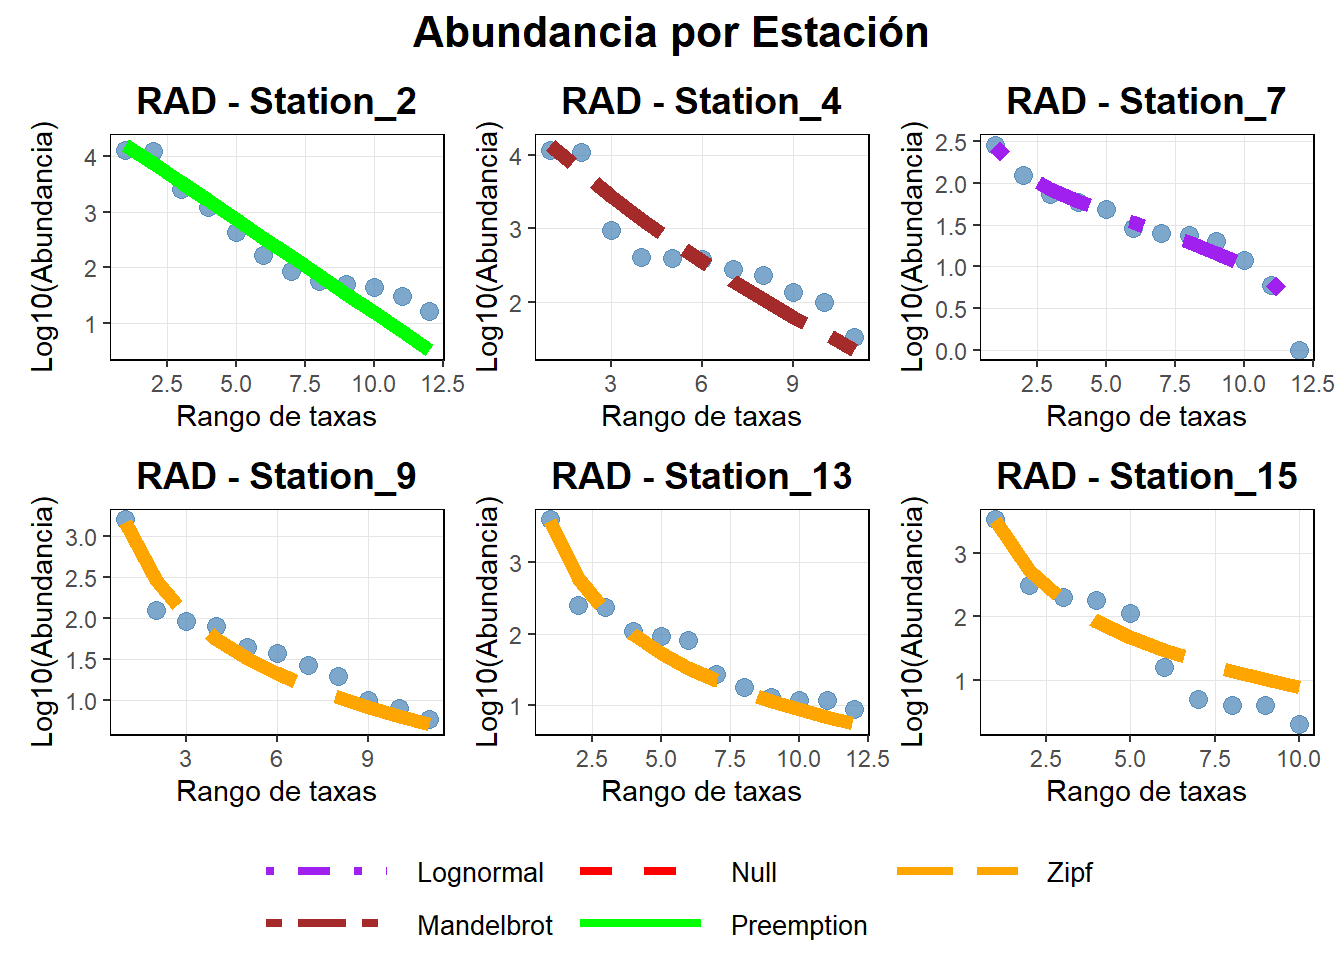 Abundancia por Estación
RAD - Station_2
Log10(Abundancia)
4
3
2
1
2.5 5.0 7.5 10.0 12.5
Rango de taxas
RAD - Station_4
Log10(Abundancia)
4
3
2
3 6 9
Rango de taxas
RAD - Station_7
Log10(Abundancia)
2.5
2.0
1.5
1.0
0.5
0.0
2.5 5.0 7.5 10.0 12.5
Rango de taxas
RAD - Station_9
Log10(Abundancia)
3.0
2.5
2.0
1.5
1.0
3 6 9
Rango de taxas
RAD - Station_13
Log10(Abundancia)
3
2
1
2.5 5.0 7.5 10.0 12.5
Rango de taxas
RAD - Station_15
Log10(Abundancia)
3
2
1
2.5 5.0 7.5 10.0
Rango de taxas
Lognormal Null Zipf
Mandelbrot Preemption